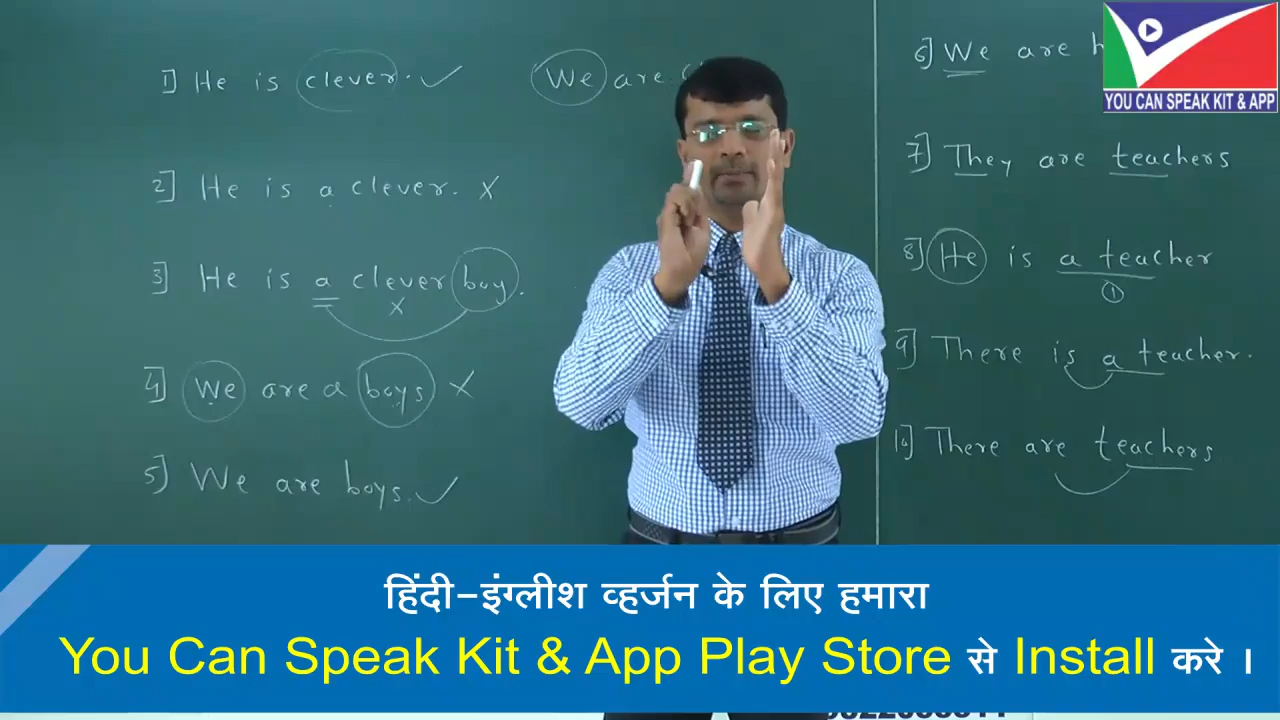 1] He is clever. ✓
We are
2] He is a clever. X
3] He is a clever boy.
X
4] We are a boys X
5] We are boys. ✓
6] We are
7] They are teachers
8] He is a teacher
1
9] There is a teacher.
10] There are teachers
YOU CAN SPEAK KIT & APP
हिंदी-इंग्लीश व्हर्जन के लिए हमारा
You Can Speak Kit & App Play Store से Install करे ।